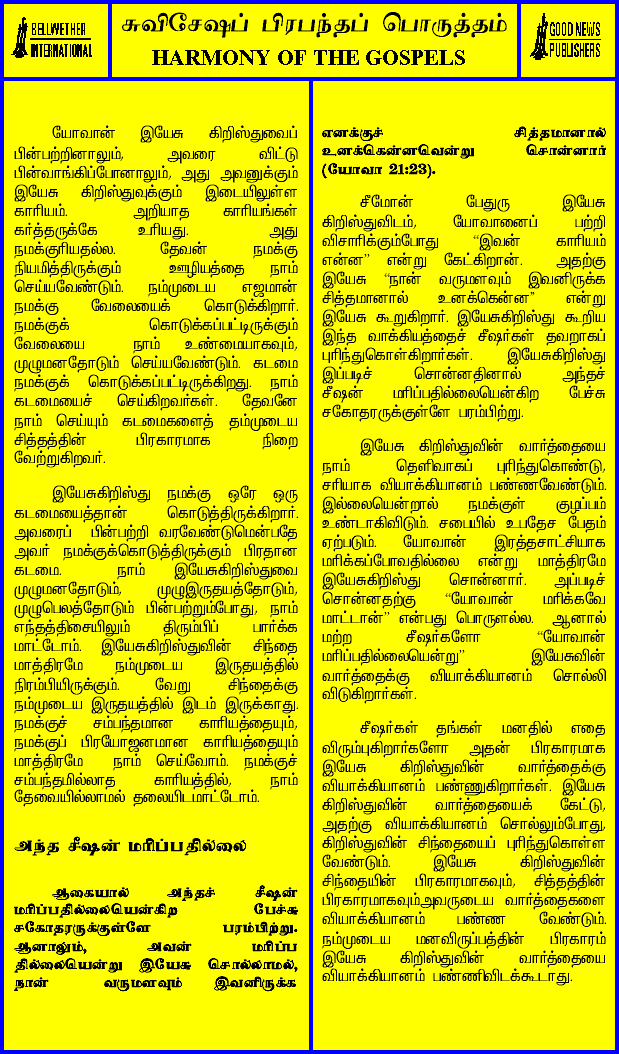 BELLWETHER
INTERNATIONAL
சுவிசேஷப் பிரபந்தப் பொருத்தம்
HARMONY OF THE GOSPELS
GOOD NEWS
PUBLISHERS
யோவான் இயேசு கிறிஸ்துவைப்
பின்பற்றினாலும், அவரை விட்டு
பின்வாங்கிப்போனாலும், அது அவனுக்கும்
இயேசு கிறிஸ்துவுக்கும் இடையிலுள்ள
காரியம். அறியாத காரியங்கள்
கர்த்தருக்கே உரியது. அது
நமக்குரியதல்ல. தேவன் நமக்கு
நியமித்திருக்கும் ஊழியத்தை நாம்
செய்யவேண்டும். நம்முடைய எஜமான்
நமக்கு வேலையைக் கொடுக்கிறார்.
நமக்குக் கொடுக்கப்பட்டிருக்கும்
வேலையை நாம் உண்மையாகவும்,
முழுமனதோடும் செய்யவேண்டும். கடமை
நமக்குக் கொடுக்கப்பட்டிருக்கிறது. நாம்
கடமையைச் செய்கிறவர்கள். தேவனே
நாம் செய்யும் கடமைகளைத் தம்முடைய
சித்தத்தின் பிரகாரமாக நிறை
வேற்றுகிறவர்.
இயேசுகிறிஸ்து நமக்கு ஒரே ஒரு
கடமையைத்தான் கொடுத்திருக்கிறார்.
அவரைப் பின்பற்றி வரவேண்டுமென்பதே
அவர் நமக்குக்கொடுத்திருக்கும் பிரதான
கடமை. நாம் இயேசுகிறிஸ்துவை
முழுமனதோடும், முழுஇருதயத்தோடும்,
முழுபெலத்தோடும் பின்பற்றும்போது, நாம்
எந்தத்திசையிலும் திரும்பிப் பார்க்க
மாட்டோம். இயேசுகிறிஸ்துவின் சிந்தை
மாத்திரமே நம்முடைய இருதயத்தில்
நிரம்பியிருக்கும். வேறு சிந்தைக்கு
நம்முடைய இருதயத்தில் இடம் இருக்காது.
நமக்குச் சம்பந்தமான காரியத்தையும்,
நமக்குப் பிரயோஜனமான காரியத்தையும்
மாத்திரமே நாம் செய்வோம். நமக்குச்
சம்பந்தமில்லாத காரியத்தில், நாம்
தேவையில்லாமல் தலையிடமாட்டோம்.
அந்த சீஷன் மரிப்பதில்லை
ஆகையால் அந்தச் சீஷன்
மரிப்பதில்லையென்கிற பேச்சு
சகோதரருக்குள்ளே பரம்பிற்று.
ஆனாலும், அவன் மரிப்ப
தில்லையென்று இயேசு சொல்லாமல்,
நான் வருமளவும் இவனிருக்க
எனக்குச் சித்தமானால்
உனக்கென்னவென்று சொன்னார்
(யோவா 21:23).
சீமோன் பேதுரு இயேசு
கிறிஸ்துவிடம், யோவானைப் பற்றி
விசாரிக்கும்போது “இவன் காரியம்
என்ன” என்று கேட்கிறான். அதற்கு
இயேசு “நான் வருமளவும் இவனிருக்க
சித்தமானால் உனக்கென்ன” என்று
இயேசு கூறுகிறார். இயேசுகிறிஸ்து கூறிய
இந்த வாக்கியத்தைச் சீஷர்கள் தவறாகப்
புரிந்துகொள்கிறார்கள். இயேசுகிறிஸ்து
இப்படிச் சொன்னதினால் அந்தச்
சீஷன் மரிப்பதில்லையென்கிற பேச்சு
சகோதரருக்குள்ளே பரம்பிற்று.
இயேசு கிறிஸ்துவின் வார்த்தையை
நாம் தெளிவாகப் புரிந்துகொண்டு,
சரியாக வியாக்கியானம் பண்ணவேண்டும்.
இல்லையென்றால் நமக்குள் குழப்பம்
உண்டாகிவிடும். சபையில் உபதேச பேதம்
ஏற்படும். யோவான் இரத்தசாட்சியாக
மரிக்கப்போவதில்லை என்று மாத்திரமே
இயேசுகிறிஸ்து சொன்னார். அப்படிச்
சொன்னதற்கு “யோவான் மரிக்கவே
மாட்டான்” என்பது பொருளல்ல. ஆனால்
மற்ற சீஷர்களோ “யோவான்
மரிப்பதில்லையென்று” இயேசுவின்
வார்த்தைக்கு வியாக்கியானம் சொல்லி
விடுகிறார்கள்.
சீஷர்கள் தங்கள் மனதில் எதை
விரும்புகிறார்களோ அதன் பிரகாரமாக
இயேசு கிறிஸ்துவின் வார்த்தைக்கு
வியாக்கியானம் பண்ணுகிறார்கள். இயேசு
கிறிஸ்துவின் வார்த்தையைக் கேட்டு,
அதற்கு வியாக்கியானம் சொல்லும்போது,
கிறிஸ்துவின் சிந்தையைப் புரிந்துகொள்ள
வேண்டும். இயேசு கிறிஸ்துவின்
சிந்தையின் பிரகாரமாகவும், சித்தத்தின்
பிரகாரமாகவும்அவருடைய வார்த்தைகளை
வியாக்கியானம் பண்ண வேண்டும்.
நம்முடைய மனவிருப்பத்தின் பிரகாரம்
இயேசு கிறிஸ்துவின் வார்த்தையை
வியாக்கியானம் பண்ணிவிடக்கூடாது.